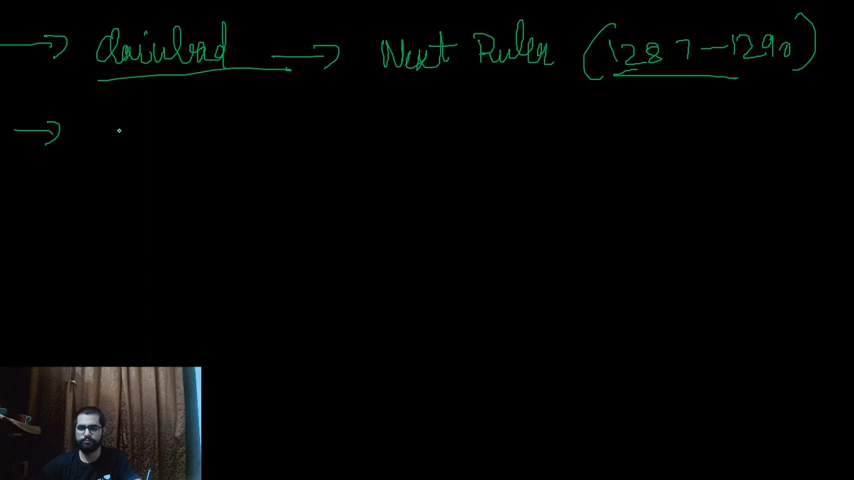 → Qaiubad → Next Ruler (1287 – 1290)
→